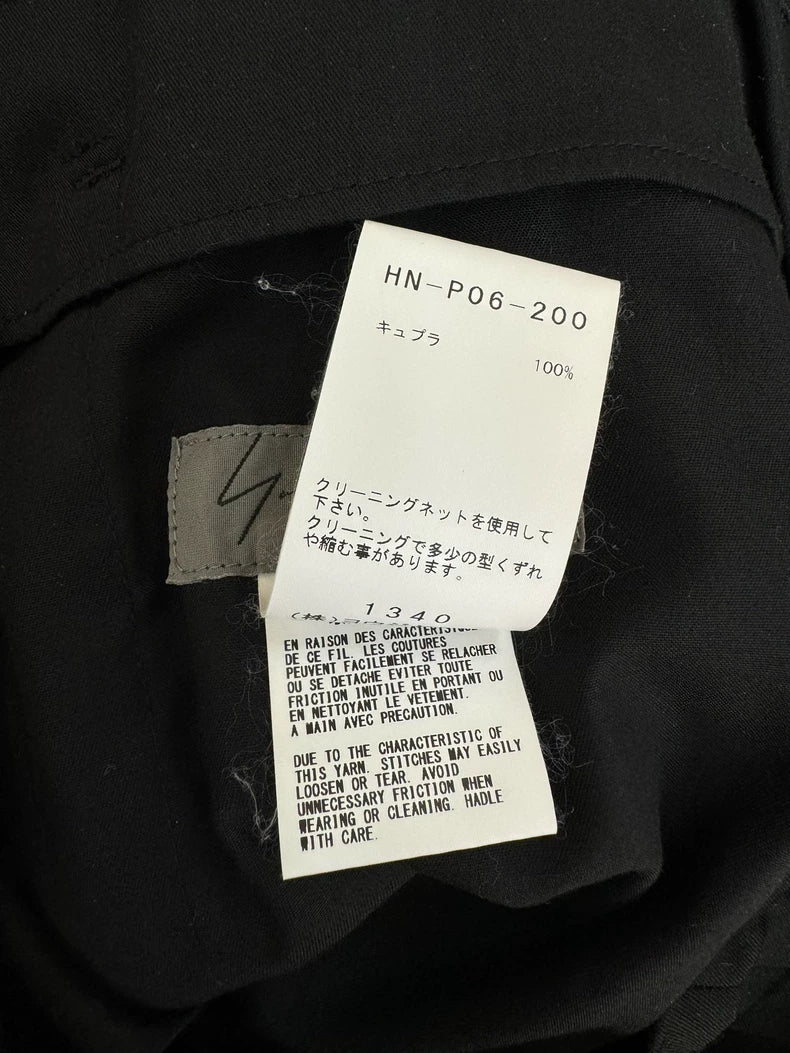 HN-P06-200
キュプラ
100%
クリーニングネットを使用して
下さい。
クリーニングで多少の型くずれ
や縮む事があります。
1340
(株)
EN RAISON DES
DE CE FIL. LES COUTURES
PEUVENT FACILEMENT SE RELACHER
OU SE DETACHE EVITER TOUTE
FRICTION INUTILE EN PORTANT OU
EN NETTOYANT LE VETEMENT.
A MAIN AVEC PRECAUTION.
DUE TO THE CHARACTERISTIC OF
THIS YARN. STITCHES MAY EASILY
LOOSEN OR TEAR. AVOID
UNNECESSARY FRICTION WHEN
WEARING OR CLEANING. HADLE
WITH CARE.